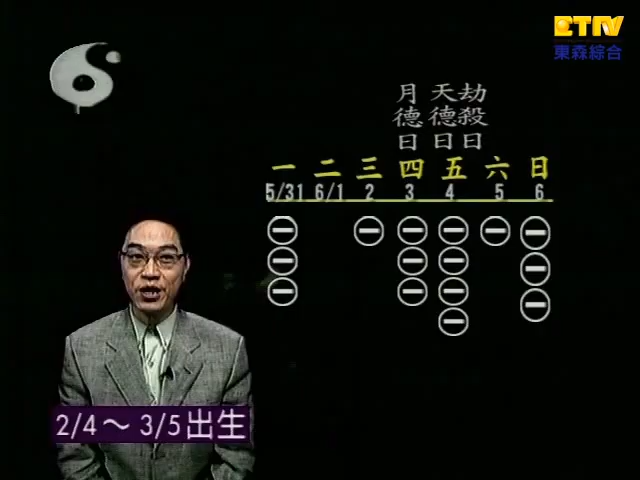 ETTV
東森綜合
月德日 天德日 劫殺日
一 二 三 四 五 六 日
5/31 6/1 2 3 4 5 6
2/4～3/5出生